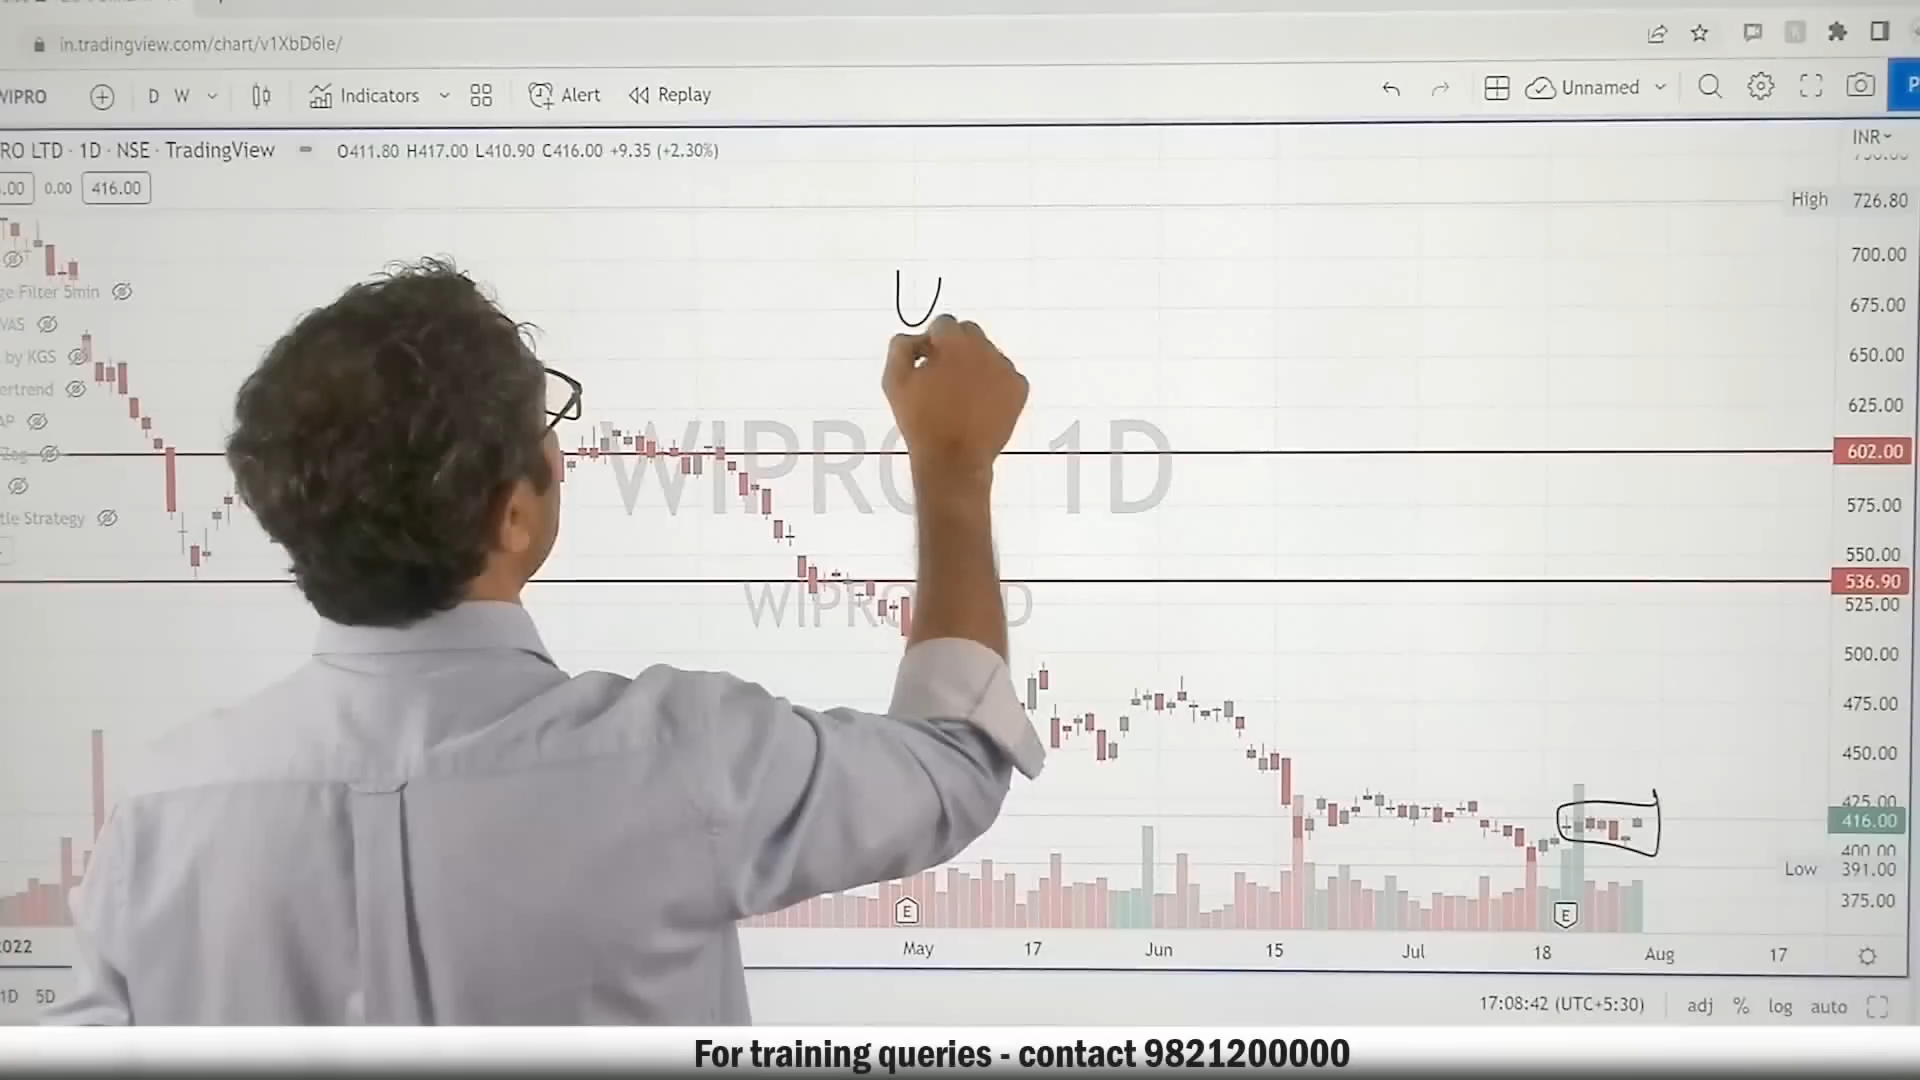 in.tradingview.com/chart/v1XbD6Ie/
WIPRO D W Indicators Alert Replay Unnamed
RO LTD · 1D · NSE · TradingView O411.80 H417.00 L410.90 C416.00 +9.35 (+2.30%) INR
.00 0.00 416.00
High 726.80
700.00
ge Filter 5min
675.00
VAS
by KGS
650.00
ertrend
625.00
AP
602.00
Zog
575.00
tle Strategy
550.00
536.90
525.00
500.00
475.00
450.00
425.00
416.00
400.00
Low 391.00
375.00
U
WIPRO 1D
WIPRO D
E E
2022 May 17 Jun 15 Jul 18 Aug 17
1D 5D 17:08:42 (UTC+5:30) adj % log auto
For training queries - contact 9821200000